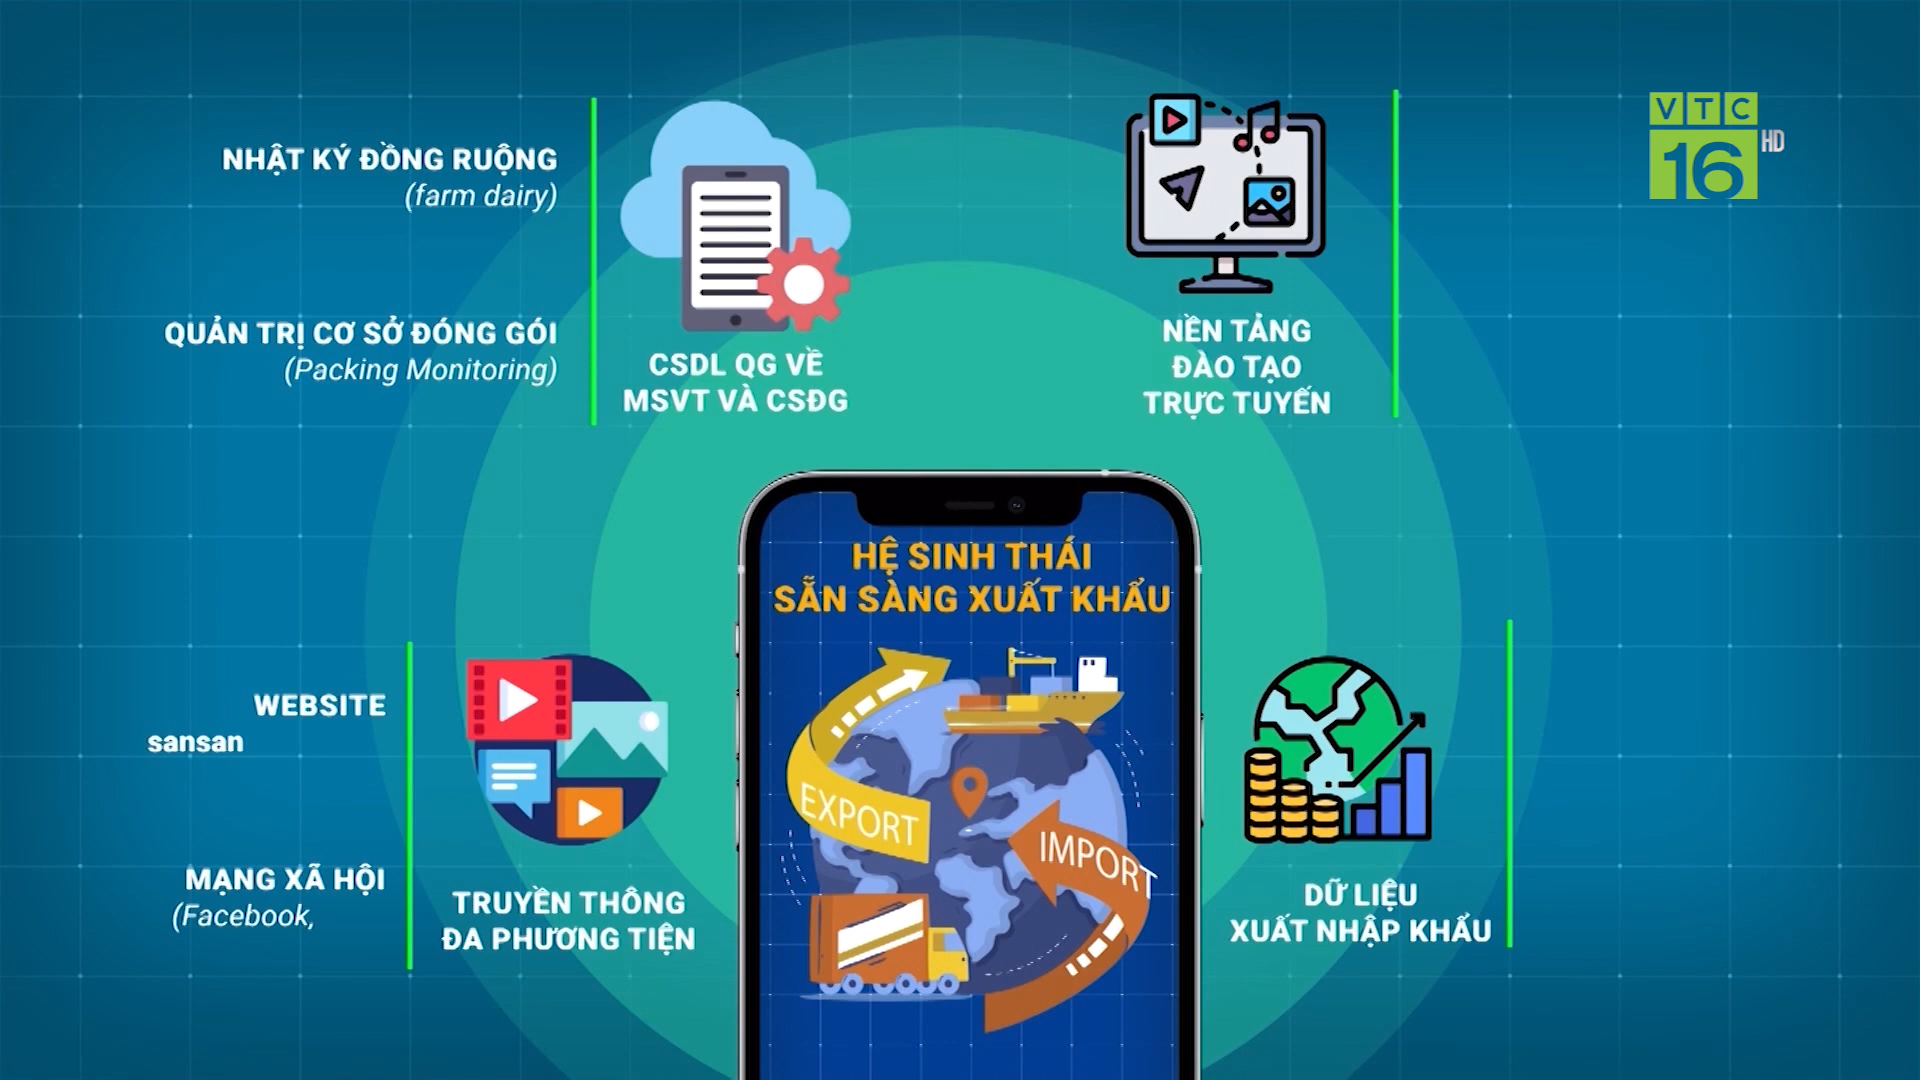 VTC
16
HD
NHẬT KÝ ĐỒNG RUỘNG
(farm dairy)
QUẢN TRỊ CƠ SỞ ĐÓNG GÓI
(Packing Monitoring)
CSDL QG VỀ
MSVT VÀ CSĐG
NỀN TẢNG
ĐÀO TẠO
TRỰC TUYẾN
HỆ SINH THÁI
SẴN SÀNG XUẤT KHẨU
EXPORT
IMPORT
WEBSITE
sansan
MẠNG XÃ HỘI
(Facebook,
TRUYỀN THÔNG
ĐA PHƯƠNG TIỆN
DỮ LIỆU
XUẤT NHẬP KHẨU